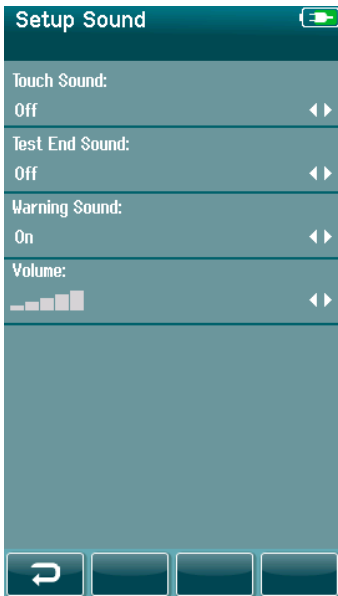 Setup Sound
Touch Sound:
Off
Test End Sound:
Off
Warning Sound:
On
Volume: